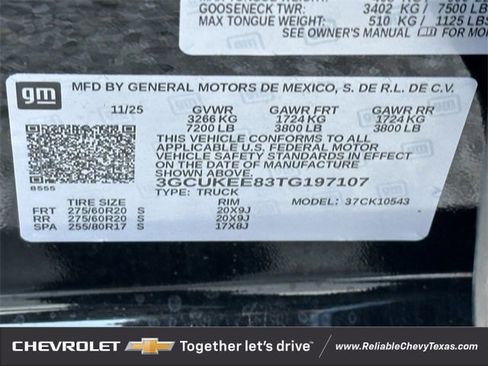 GOOSENECK TWR: 3402 KG / 7500 LB
MAX TONGUE WEIGHT: 510 KG / 1125 LBS
SEE OWNER'S MANUAL FOR MO
gm
MFD BY GENERAL MOTORS DE MEXICO, S. DE R.L. DE C.V.
11/25 GVWR GAWR FRT GAWR RR
3266 KG 1724 KG 1724 KG
7200 LB 3800 LB 3800 LB
THIS VEHICLE CONFORMS TO ALL
APPLICABLE U.S. FEDERAL MOTOR
VEHICLE SAFETY STANDARDS IN EFFECT
ON THE DATE OF MANUFACTURE
SHOWN ABOVE.
8555
3GCUKEE83TG197107
TYPE: TRUCK MODEL: 37CK10543
TIRE SIZE RIM
FRT 275/60R20 S 20X9J
RR 275/60R20 S 20X9J
SPA 255/80R17 S 17X8J
CHEVROLET Together let's drive™ www.ReliableChevyTexas.com